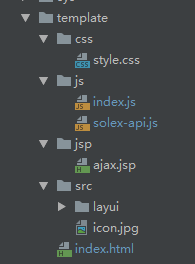 template
css
style.css
js
index.js
solex-api.js
jsp
ajax.jsp
src
layui
icon.jpg
index.html